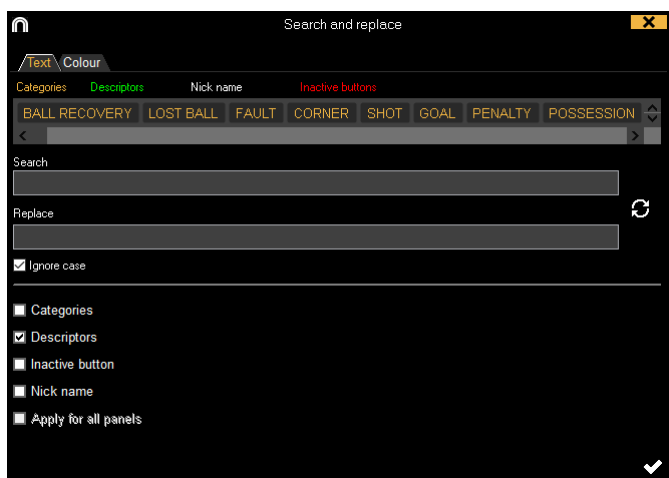 Search and replace
Text Colour
Categories Descriptors Nick name Inactive buttons
BALL RECOVERY LOST BALL FAULT CORNER SHOT GOAL PENALTY POSSESSION
Search
Replace
Ignore case
Categories
Descriptors
Inactive button
Nick name
Apply for all panels